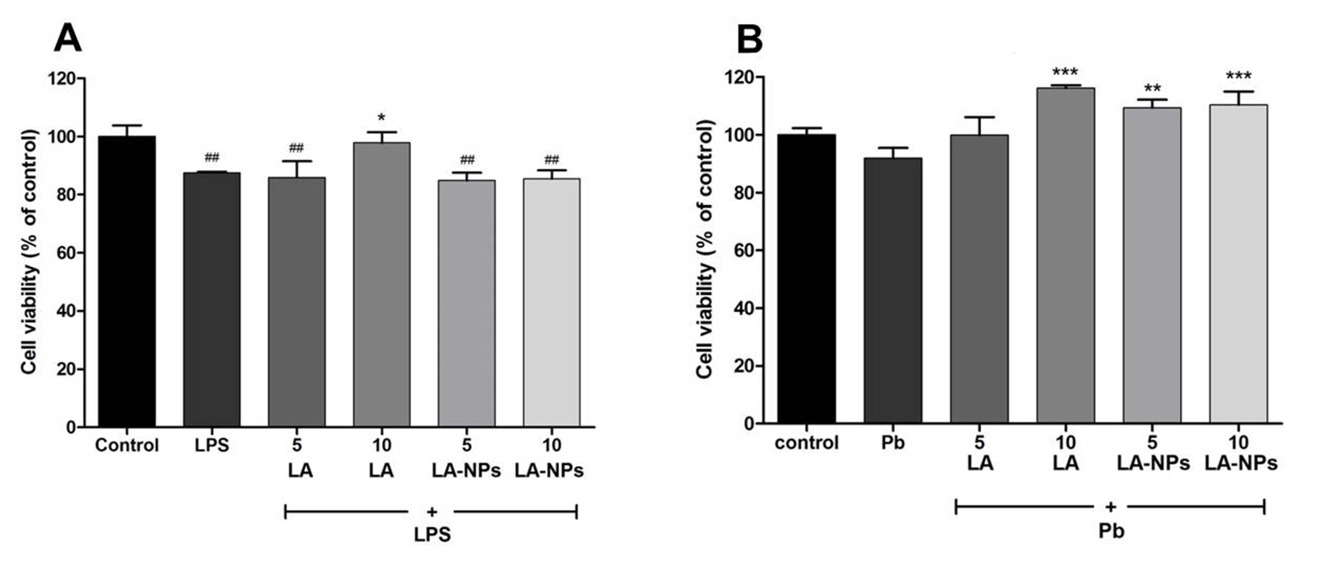 A
Cell viability (% of control)
120
100
80
60
40
20
0
##
##
*
##
##
Control LPS 5 10 5 10
LA LA LA-NPs LA-NPs
+
LPS
B
Cell viability (% of control)
120
100
80
60
40
20
0
***
**
***
control Pb 5 10 5 10
LA LA LA-NPs LA-NPs
+
Pb